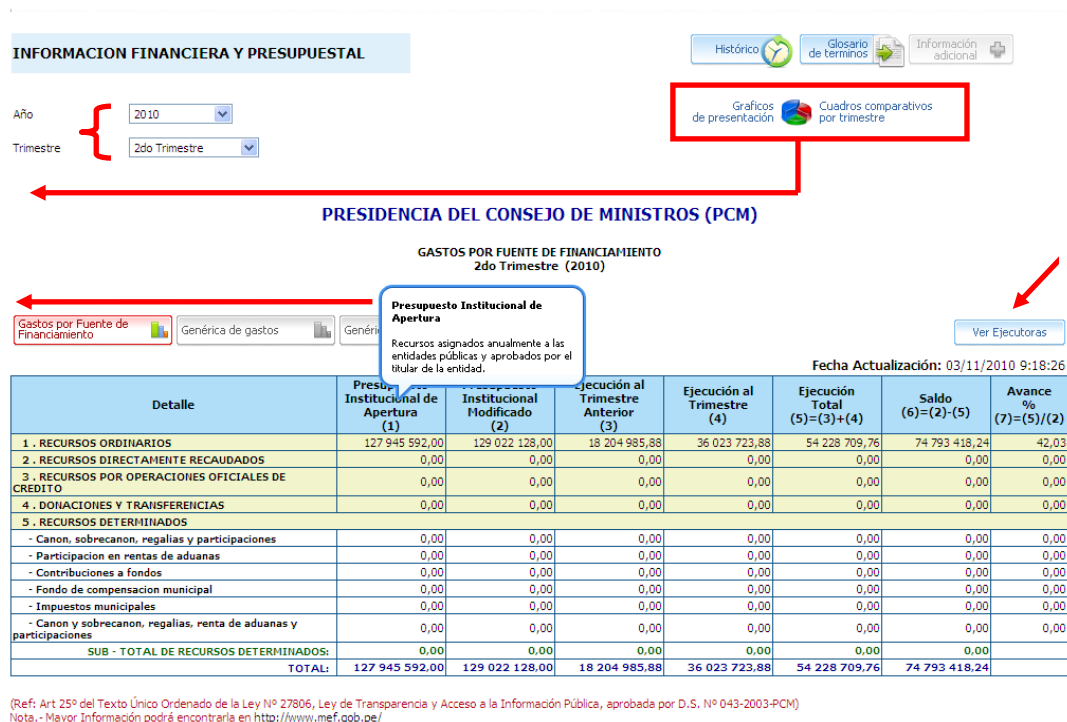 INFORMACION FINANCIERA Y PRESUPUESTAL
Histórico
Glosario
de terminos
Información
adicional
Graficos
de presentación
Cuadros comparativos
por trimestre
Año 2010
Trimestre 2do Trimestre
PRESIDENCIA DEL CONSEJO DE MINISTROS (PCM)
GASTOS POR FUENTE DE FINANCIAMIENTO
2do Trimestre (2010)
Presupuesto Institucional de
Apertura
Recursos asignados anualmente a las
entidades públicas y aprobados por el
titular de la entidad.
Gastos por Fuente de
Financiamiento
Genérica de gastos
Ver Ejecutoras
Fecha Actualización: 03/11/2010 9:18:26
Detalle
Institucional de
Apertura
(1)
Institucional
Modificado
(2)
Ejecución al
Trimestre
Anterior
(3)
Ejecución al
Trimestre
(4)
Ejecución
Total
(5)=(3)+(4)
Saldo
(6)=(2)-(5)
Avance
%
(7)=(5)/(2)
1 . RECURSOS ORDINARIOS 127 945 592,00 129 022 128,00 18 204 985,88 36 023 723,88 54 228 709,76 74 793 418,24 42,03
2 . RECURSOS DIRECTAMENTE RECAUDADOS 0,00 0,00 0,00 0,00 0,00 0,00 0,00
3 . RECURSOS POR OPERACIONES OFICIALES DE
CREDITO 0,00 0,00 0,00 0,00 0,00 0,00 0,00
4 . DONACIONES Y TRANSFERENCIAS 0,00 0,00 0,00 0,00 0,00 0,00 0,00
5 . RECURSOS DETERMINADOS
- Canon, sobrecanon, regalias y participaciones 0,00 0,00 0,00 0,00 0,00 0,00 0,00
- Participacion en rentas de aduanas 0,00 0,00 0,00 0,00 0,00 0,00 0,00
- Contribuciones a fondos 0,00 0,00 0,00 0,00 0,00 0,00 0,00
- Fondo de compensacion municipal 0,00 0,00 0,00 0,00 0,00 0,00 0,00
- Impuestos municipales 0,00 0,00 0,00 0,00 0,00 0,00 0,00
- Canon y sobrecanon, regalias, renta de aduanas y
participaciones 0,00 0,00 0,00 0,00 0,00 0,00 0,00
SUB - TOTAL DE RECURSOS DETERMINADOS: 0,00 0,00 0,00 0,00 0,00 0,00
TOTAL: 127 945 592,00 129 022 128,00 18 204 985,88 36 023 723,88 54 228 709,76 74 793 418,24
(Ref: Art 25º del Texto Único Ordenado de la Ley Nº 27806, Ley de Transparencia y Acceso a la Información Pública, aprobada por D.S. Nº 043-2003-PCM)
Nota.- Mayor Información podrá encontrarla en http://www.mef.gob.pe/